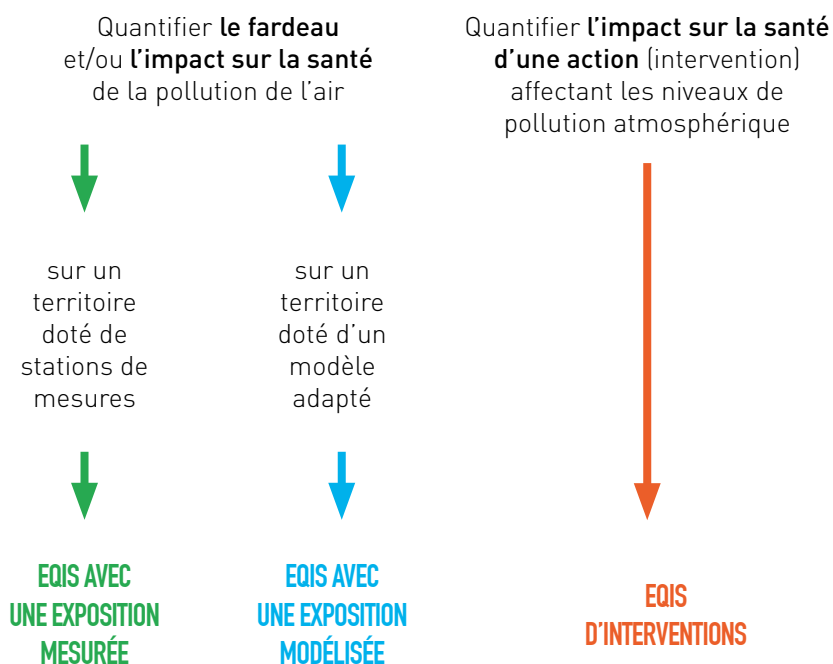 Quantifier le fardeau
et/ou l'impact sur la santé
de la pollution de l'air
Quantifier l'impact sur la santé
d'une action (intervention)
affectant les niveaux de
pollution atmosphérique
sur un
territoire
doté de
stations de
mesures
sur un
territoire
doté d'un
modèle
adapté
EQIS AVEC
UNE EXPOSITION
MESURÉE
EQIS AVEC
UNE EXPOSITION
MODÉLISÉE
EQIS
D'INTERVENTIONS